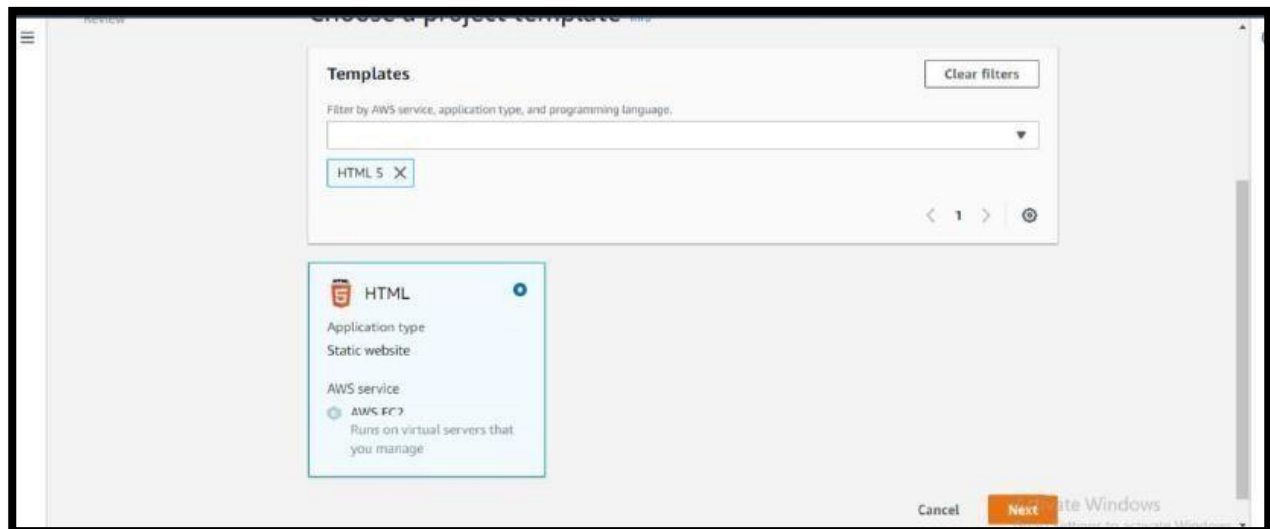 Review
Choose a project template Info
Templates
Clear filters
Filter by AWS service, application type, and programming language.
HTML 5
1
HTML
Application type
Static website
AWS service
AWS EC2
Runs on virtual servers that
you manage
Cancel
Next
ate Windows